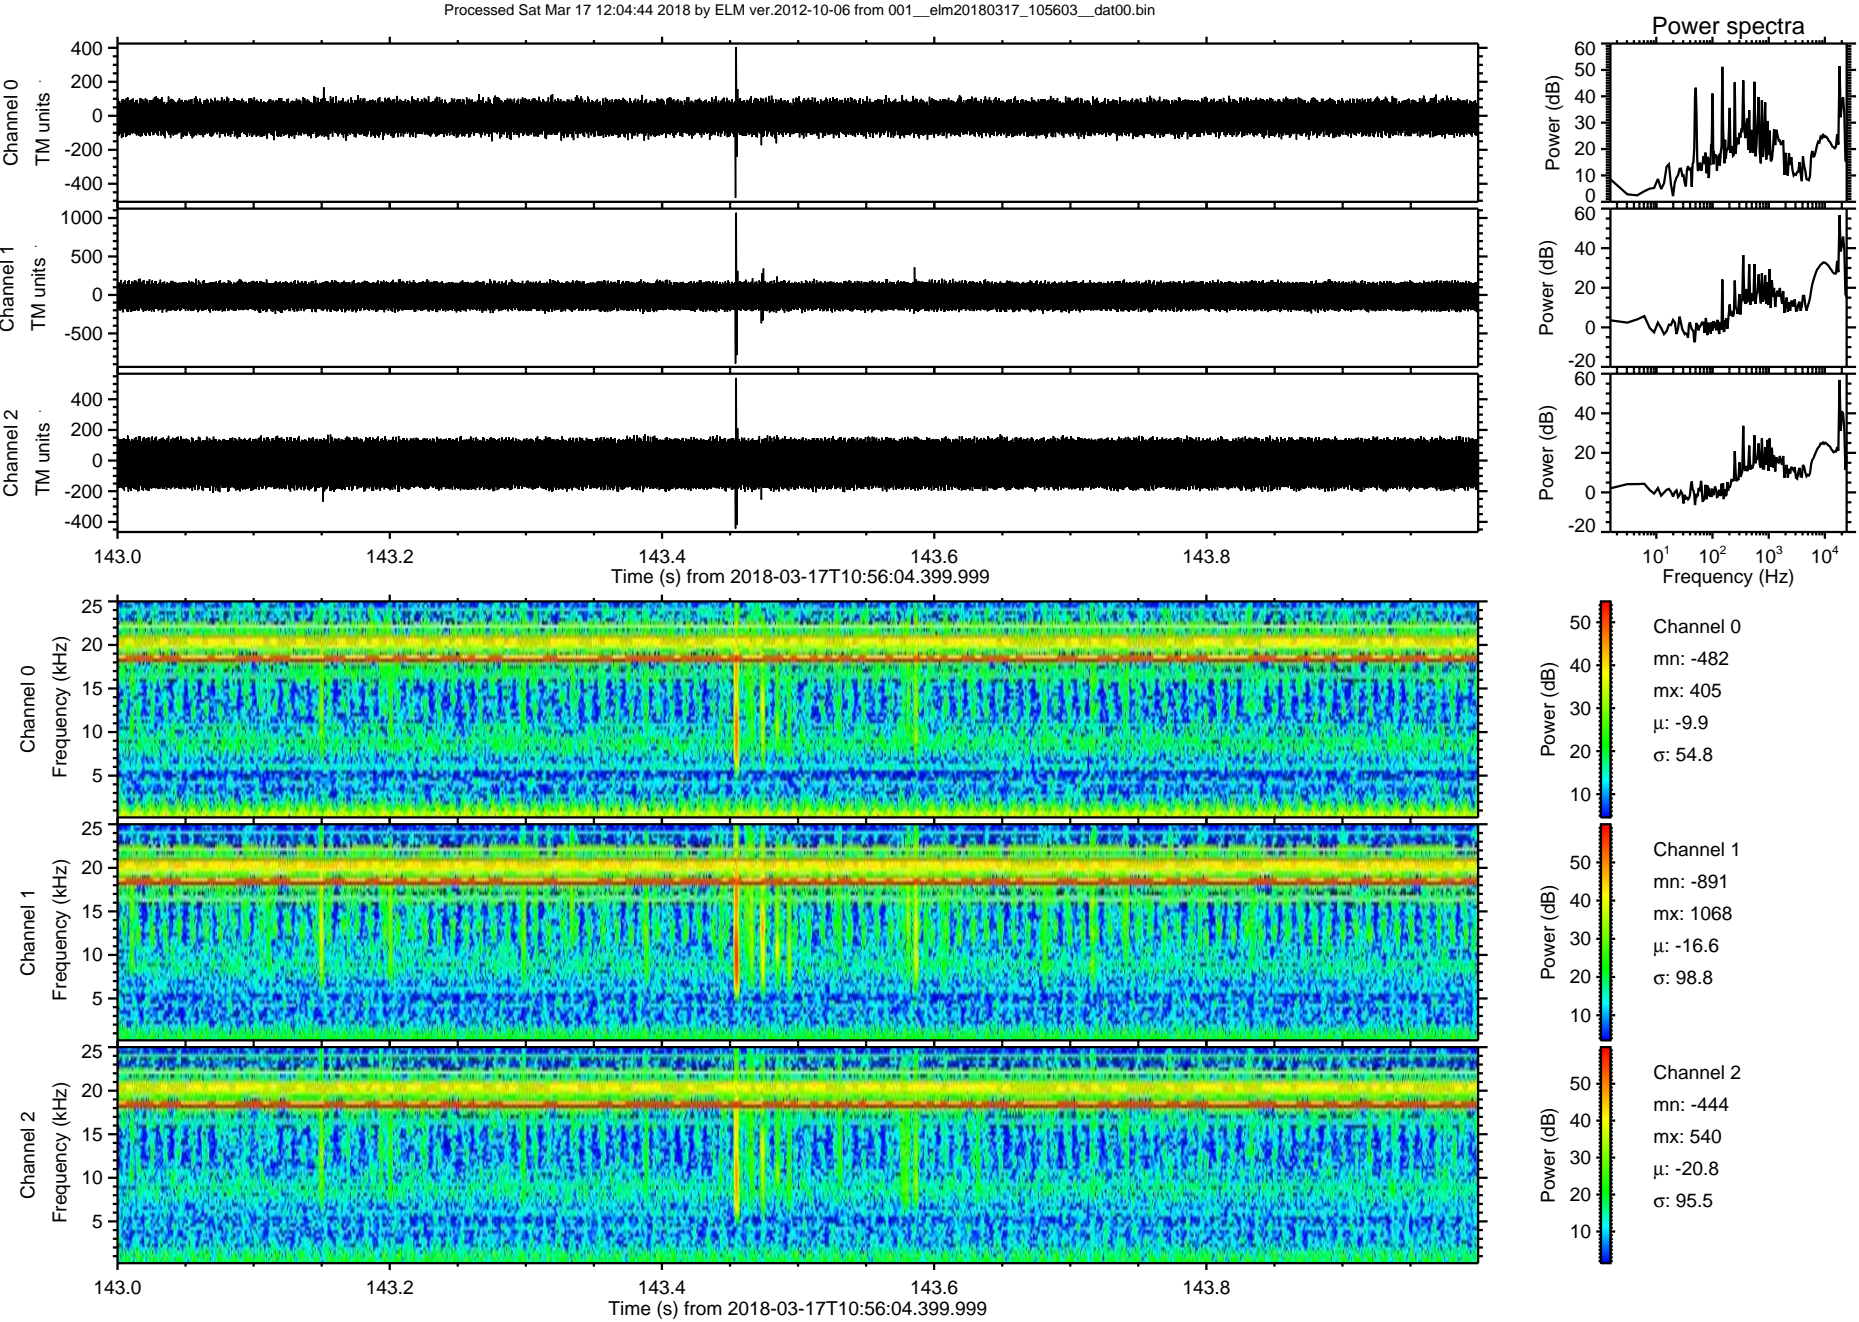 Processed Sat Mar 17 12:04:44 2018 by ELM ver.2012-10-06 from 001__elm20180317_105603__dat00.bin
Power spectra
Channel 0
TM units
400
200
0
-200
-400
Power (dB)
60
50
40
30
20
10
0
Channel 1
TM units
1000
500
0
-500
Power (dB)
60
40
20
0
-20
Channel 2
TM units
400
200
0
-200
-400
Power (dB)
60
40
20
0
-20
143.0 143.2 143.4 143.6 143.8
Time (s) from 2018-03-17T10:56:04.399.999
10¹ 10² 10³ 10⁴
Frequency (Hz)
Channel 0
Frequency (kHz)
25
20
15
10
5
Power (dB)
50
40
30
20
10
Channel 0
mn: -482
mx: 405
μ: -9.9
σ: 54.8
Channel 1
Frequency (kHz)
25
20
15
10
5
Power (dB)
50
40
30
20
10
Channel 1
mn: -891
mx: 1068
μ: -16.6
σ: 98.8
Channel 2
Frequency (kHz)
25
20
15
10
5
Power (dB)
50
40
30
20
10
Channel 2
mn: -444
mx: 540
μ: -20.8
σ: 95.5
143.0 143.2 143.4 143.6 143.8
Time (s) from 2018-03-17T10:56:04.399.999